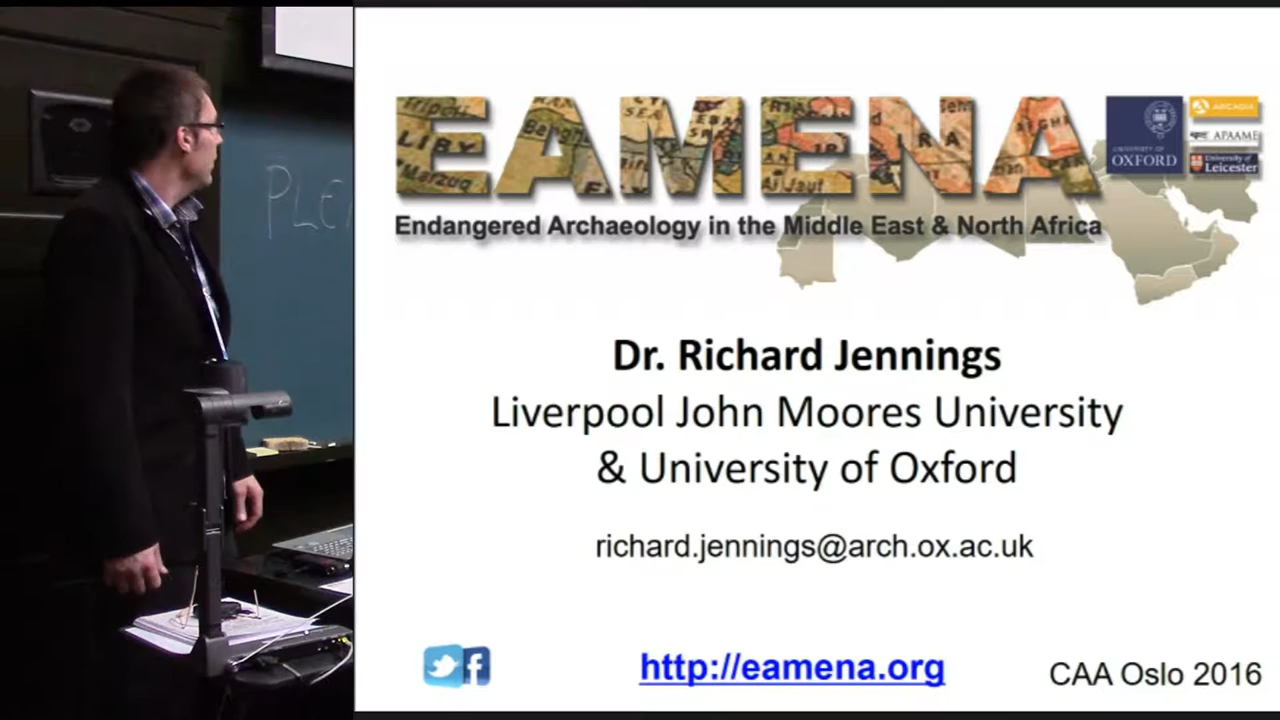 PLE
EAMENA
Endangered Archaeology in the Middle East & North Africa
UNIVERSITY OF
OXFORD
ARCADIA
APAAME
University of
Leicester
Dr. Richard Jennings
Liverpool John Moores University
& University of Oxford
richard.jennings@arch.ox.ac.uk
http://eamena.org
CAA Oslo 2016